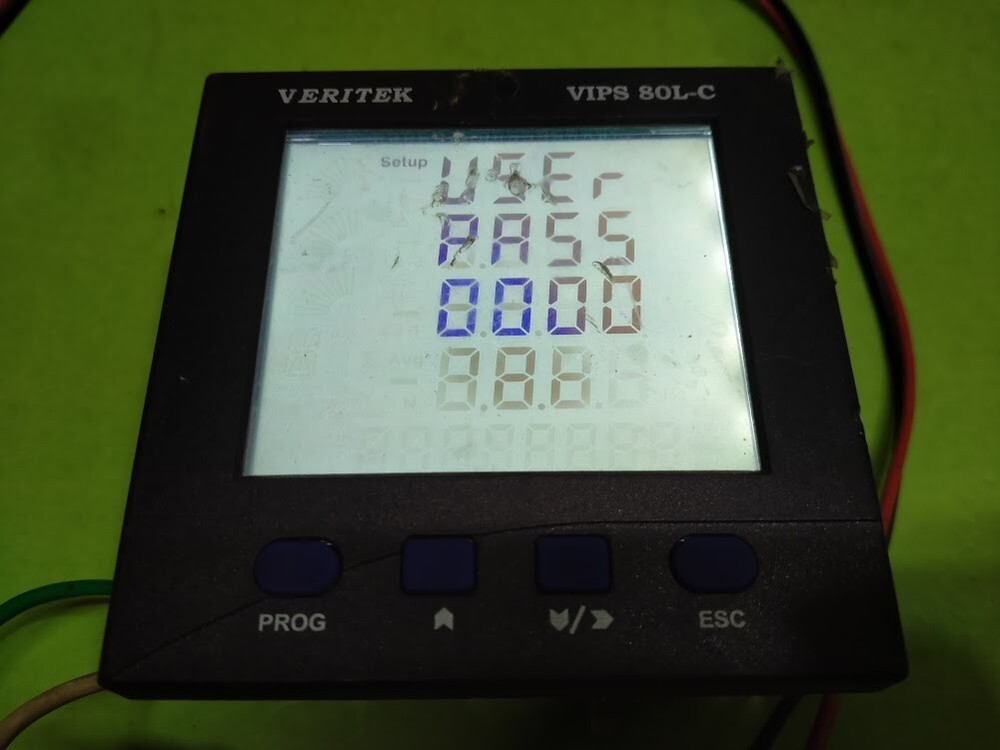 VERITEK VIPS 80L-C
Setup USEr
PASS
0000
PROG ESC